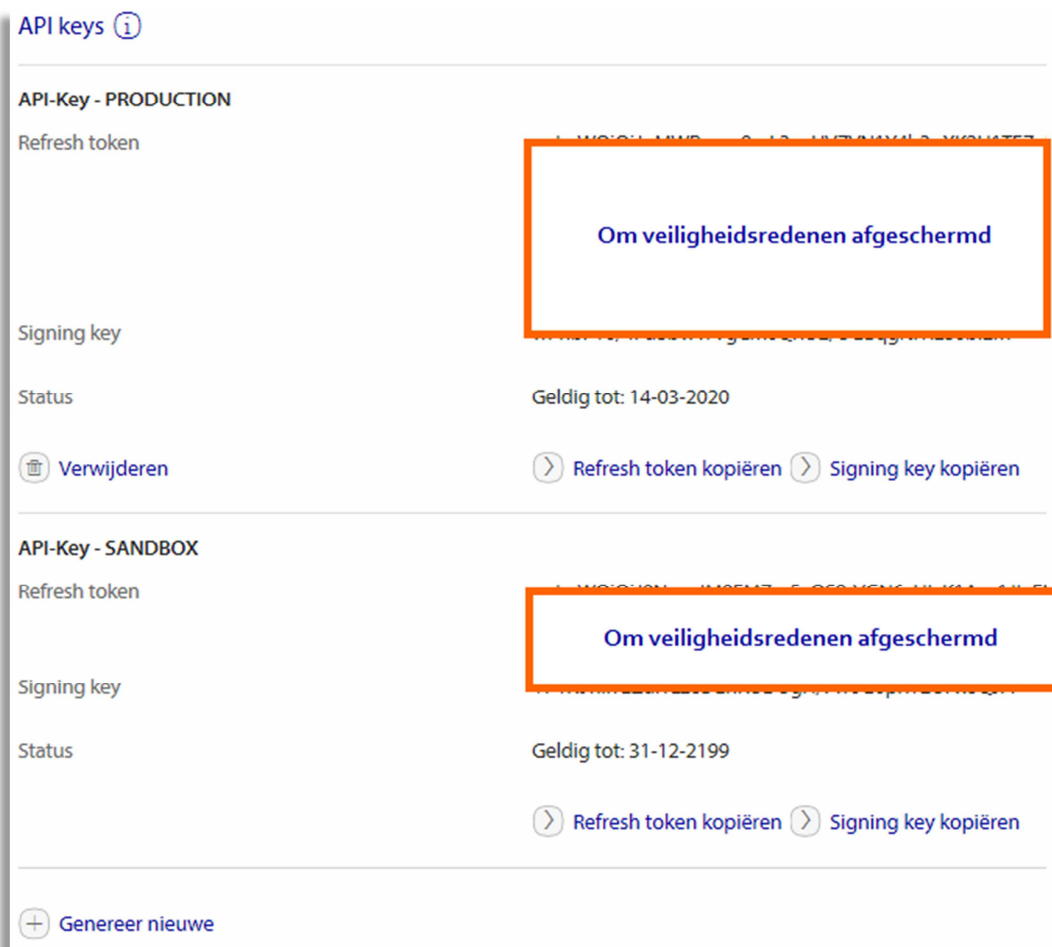 API keys
API-Key - PRODUCTION
Refresh token
Om veiligheidsredenen afgeschermd
Signing key
Status
Geldig tot: 14-03-2020
Verwijderen
Refresh token kopiëren
Signing key kopiëren
API-Key - SANDBOX
Refresh token
Om veiligheidsredenen afgeschermd
Signing key
Status
Geldig tot: 31-12-2199
Refresh token kopiëren
Signing key kopiëren
Genereer nieuwe